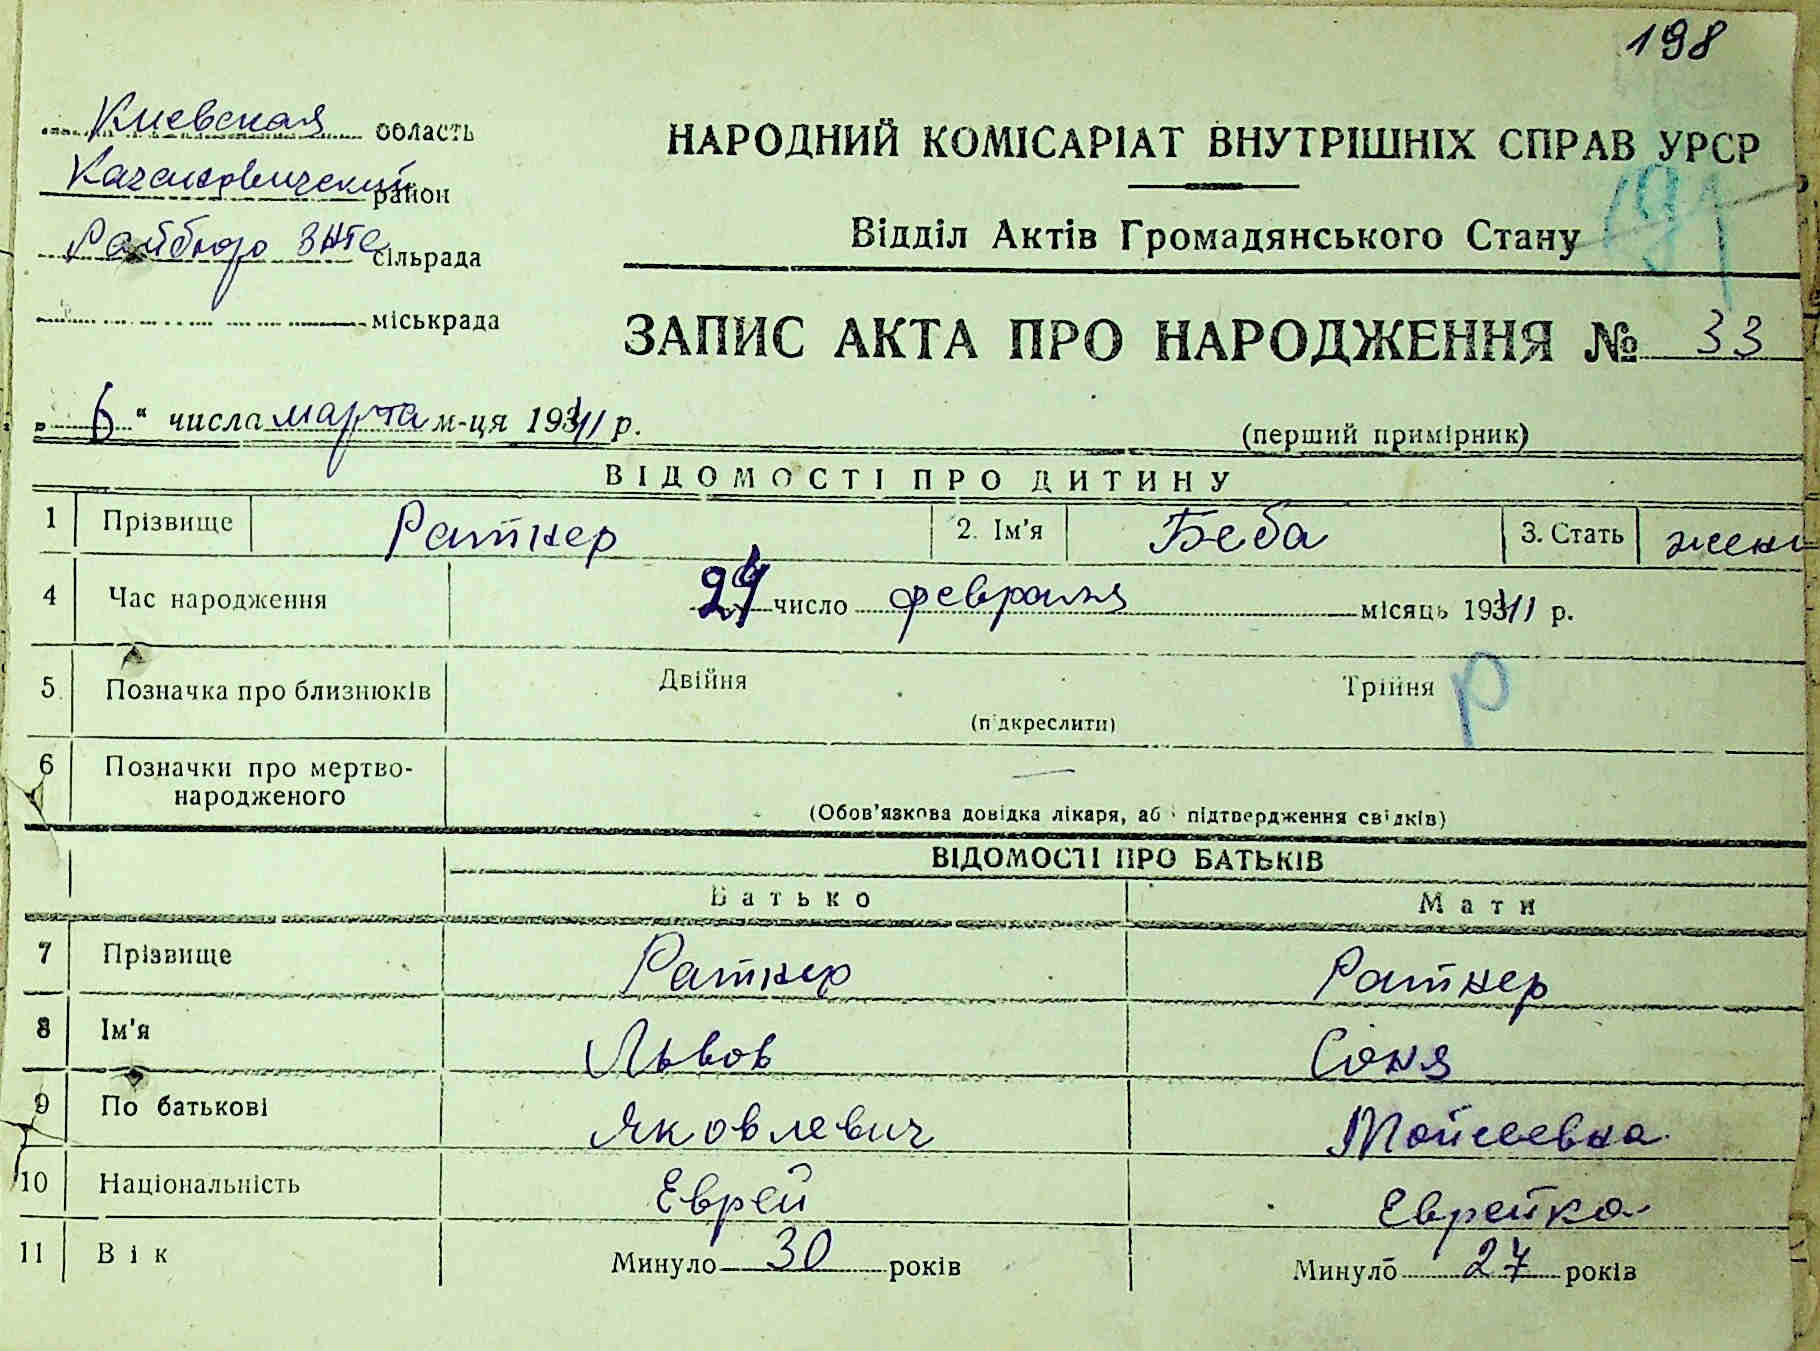 198
Киевская область
Каганович­ский район
Райбюро ЗАГС сільрада
міськрада
НАРОДНИЙ КОМІСАРІАТ ВНУТРІШНІХ СПРАВ УРСР
Відділ Актів Громадянського Стану
ЗАПИС АКТА ПРО НАРОДЖЕННЯ № 33
„6“ числа марта м-ця 1941 р.
(перший примірник)
ВІДОМОСТІ ПРО ДИТИНУ
1 Прізвище Ратнер 2. Ім'я Беба 3. Стать жен
4 Час народження 24 число февраля місяць 1941 р.
5 Позначка про близнюків Двійня Трійня Р
(підкреслити)
6 Позначки про мертво-
народженого —
(Обов'язкова довідка лікаря, або підтвердження свідків)
ВІДОМОСТІ ПРО БАТЬКІВ
Батько Мати
7 Прізвище Ратнер Ратнер
8 Ім'я Львов Соня
9 По батькові Яковлевич Мойсеевна
10 Національність Еврей Еврейка
11 Вік Минуло 30 років Минуло 27 років